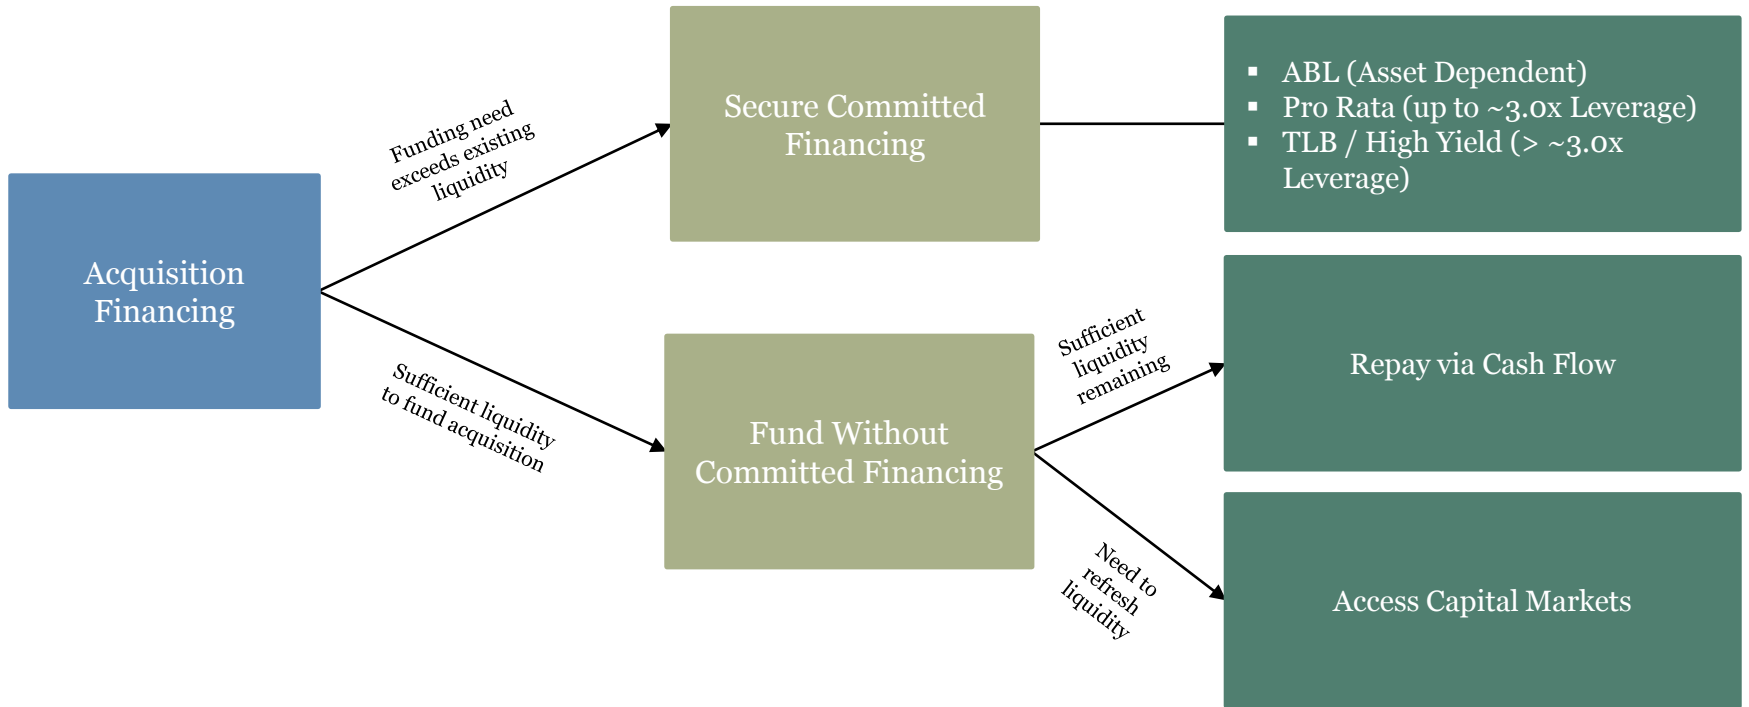 Acquisition
Financing
Funding need
exceeds existing
liquidity
Sufficient liquidity
to fund acquisition
Secure Committed
Financing
Fund Without
Committed Financing
▪ ABL (Asset Dependent)
▪ Pro Rata (up to ~3.0x Leverage)
▪ TLB / High Yield (> ~3.0x
Leverage)
Sufficient
liquidity
remaining
Need to
refresh
liquidity
Repay via Cash Flow
Access Capital Markets